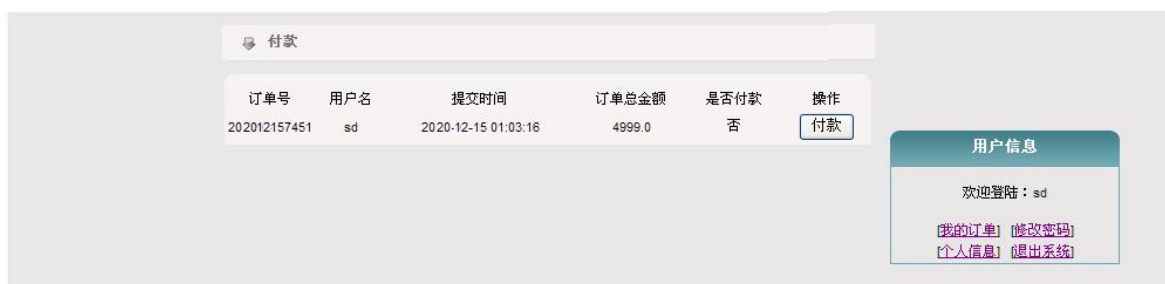 付款
订单号 用户名 提交时间 订单总金额 是否付款 操作
202012157451 sd 2020-12-15 01:03:16 4999.0 否 付款
用户信息
欢迎登陆：sd
[我的订单] [修改密码]
[个人信息] [退出系统]